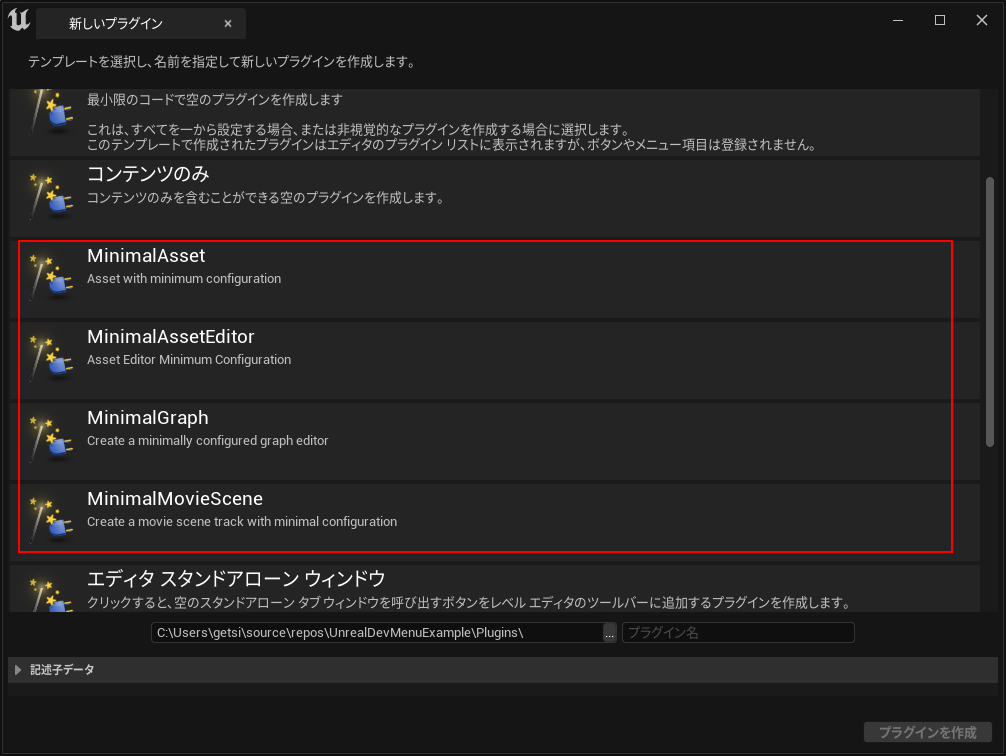 新しいプラグイン
テンプレートを選択し、名前を指定して新しいプラグインを作成します。
最小限のコードで空のプラグインを作成します
これは、すべてを一から設定する場合、または非視覚的なプラグインを作成する場合に選択します。
このテンプレートで作成されたプラグインはエディタのプラグイン リストに表示されますが、ボタンやメニュー項目は登録されません。
コンテンツのみ
コンテンツのみを含むことができる空のプラグインを作成します。
MinimalAsset
Asset with minimum configuration
MinimalAssetEditor
Asset Editor Minimum Configuration
MinimalGraph
Create a minimally configured graph editor
MinimalMovieScene
Create a movie scene track with minimal configuration
エディタ スタンドアローン ウィンドウ
クリックすると、空のスタンドアローン タブ ウィンドウを呼び出すボタンをレベル エディタのツールバーに追加するプラグインを作成します。
C:\Users\getsi\source\repos\UnrealDevMenuExample\Plugins\ ... プラグイン名
記述子データ
プラグインを作成